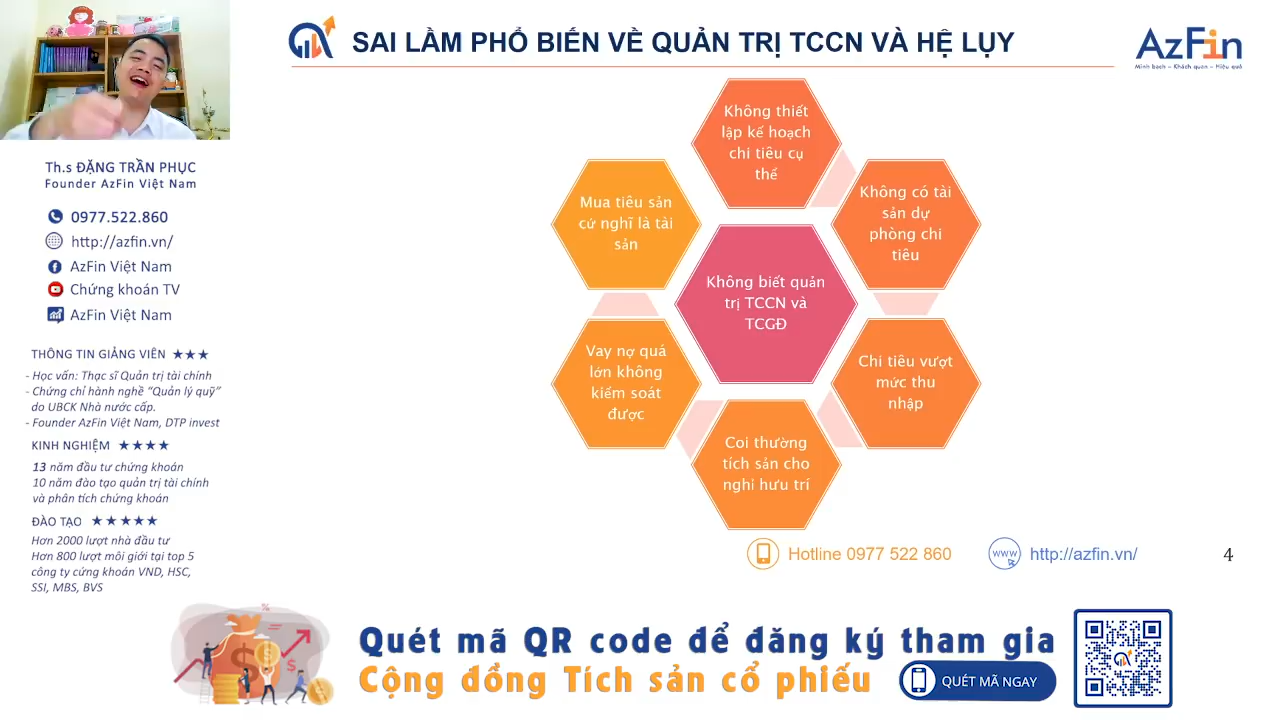 SAI LẦM PHỔ BIẾN VỀ QUẢN TRỊ TCCN VÀ HỆ LỤY
AzFin
Minh bạch – Khách quan – Hiệu quả
Th.s ĐẶNG TRẦN PHỤC
Founder AzFin Việt Nam
0977.522.860
http://azfin.vn/
AzFin Việt Nam
Chứng khoán TV
AzFin Việt Nam
THÔNG TIN GIẢNG VIÊN ★★★
- Học vấn: Thạc sĩ Quản trị tài chính
- Chứng chỉ hành nghề “Quản lý quỹ”
do UBCK Nhà nước cấp.
- Founder AzFin Việt Nam, DTP invest
KINH NGHIỆM ★★★★
13 năm đầu tư chứng khoán
10 năm đào tạo quản trị tài chính
và phân tích chứng khoán
ĐÀO TẠO ★★★★★
Hơn 2000 lượt nhà đầu tư
Hơn 800 lượt môi giới tại top 5
công ty cứng khoán VND, HSC,
SSI, MBS, BVS
Không thiết
lập kế hoạch
chi tiêu cụ
thể
Không có tài
sản dự
phòng chi
tiêu
Chi tiêu vượt
mức thu
nhập
Coi thường
tích sản cho
nghỉ hưu trí
Vay nợ quá
lớn không
kiểm soát
được
Mua tiêu sản
cứ nghĩ là tài
sản
Không biết quản
trị TCCN và
TCGĐ
Hotline 0977 522 860
www
http://azfin.vn/
4
Quét mã QR code để đăng ký tham gia
Cộng đồng Tích sản cổ phiếu
QUÉT MÃ NGAY